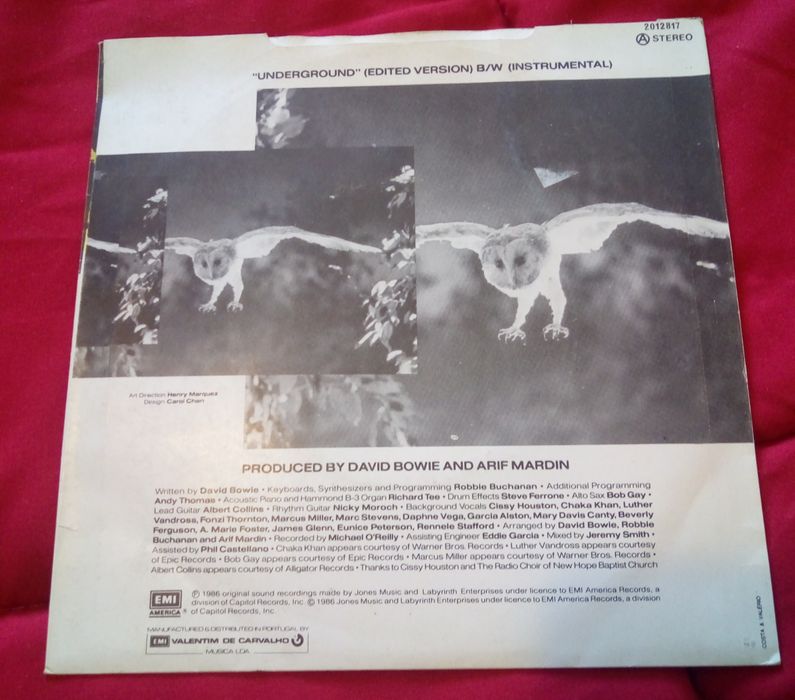 2012817
A STEREO
"UNDERGROUND" (EDITED VERSION) B/W (INSTRUMENTAL)
Art Direction Henry Marquez
Design Carol Chen
PRODUCED BY DAVID BOWIE AND ARIF MARDIN
Written by David Bowie • Keyboards, Synthesizers and Programming Robbie Buchanan • Additional Programming
Andy Thomas • Acoustic Piano and Hammond B-3 Organ Richard Tee • Drum Effects Steve Ferrone • Alto Sax Bob Gay •
Lead Guitar Albert Collins • Rhythm Guitar Nicky Moroch • Background Vocals Cissy Houston, Chaka Khan, Luther
Vandross, Fonzi Thornton, Marcus Miller, Marc Stevens, Daphne Vega, Garcia Alston, Mary Davis Canty, Beverly
Ferguson, A. Marie Foster, James Glenn, Eunice Peterson, Rennele Stafford • Arranged by David Bowie, Robbie
Buchanan and Arif Mardin • Recorded by Michael O'Reilly • Assisting Engineer Eddie Garcia • Mixed by Jeremy Smith •
Assisted by Phil Castellano • Chaka Khan appears courtesy of Warner Bros. Records • Luther Vandross appears courtesy
of Epic Records • Bob Gay appears courtesy of Epic Records • Marcus Miller appears courtesy of Warner Bros. Records •
Albert Collins appears courtesy of Aligator Records • Thanks to Cissy Houston and The Radio Choir of New Hope Baptist Church
EMI
AMERICA ®
℗ 1986 original sound recordings made by Jones Music and Labyrinth Enterprises under licence to EMI America Records, a
division of Capitol Records, Inc. © 1986 Jones Music and Labyrinth Enterprises under licence to EMI America Records, a division
of Capitol Records, Inc.
MANUFACTURED & DISTRIBUTED IN PORTUGAL BY
EMI VALENTIM DE CARVALHO
MUSICA LDA
COSTA & VALÉRIO